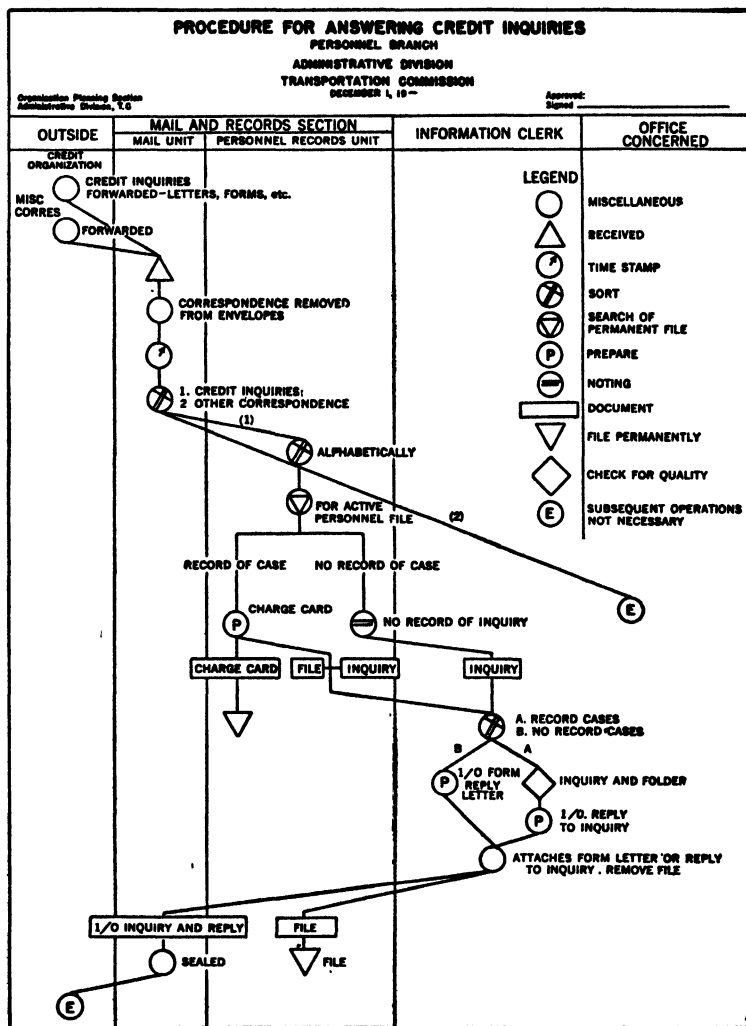 PROCEDURE FOR ANSWERING CREDIT INQUIRIES
PERSONNEL BRANCH
ADMINISTRATIVE DIVISION
TRANSPORTATION COMMISSION
DECEMBER 1, 19—
Organization Planning Section
Administrative Division, T.C
Approved:
Signed
OUTSIDE
MAIL AND RECORDS SECTION
MAIL UNIT
PERSONNEL RECORDS UNIT
INFORMATION CLERK
OFFICE
CONCERNED
CREDIT
ORGANIZATION
CREDIT INQUIRIES
FORWARDED-LETTERS, FORMS, etc.
MISC
CORRES
FORWARDED
LEGEND
MISCELLANEOUS
RECEIVED
TIME STAMP
SORT
SEARCH OF
PERMANENT FILE
P PREPARE
NOTING
DOCUMENT
FILE PERMANENTLY
CHECK FOR QUALITY
E SUBSEQUENT OPERATIONS
NOT NECESSARY
CORRESPONDENCE REMOVED
FROM ENVELOPES
1. CREDIT INQUIRIES:
2 OTHER CORRESPONDENCE
(1)
ALPHABETICALLY
FOR ACTIVE
PERSONNEL FILE
(2)
RECORD OF CASE
NO RECORD OF CASE
E
P
CHARGE CARD
NO RECORD OF INQUIRY
CHARGE CARD
FILE
INQUIRY
INQUIRY
A. RECORD CASES
B. NO RECORD CASES
B
A
P
1/O FORM
REPLY
LETTER
INQUIRY AND FOLDER
P
1/O. REPLY
TO INQUIRY
ATTACHES FORM LETTER OR REPLY
TO INQUIRY. REMOVE FILE
1/O INQUIRY AND REPLY
FILE
SEALED
FILE
E